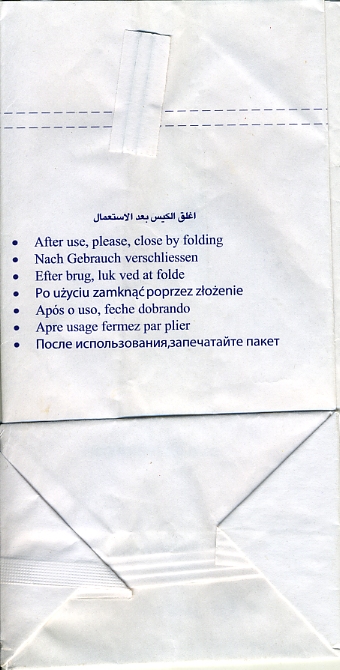 اغلق الكيس بعد الاستعمال
• After use, please, close by folding
• Nach Gebrauch verschliessen
• Efter brug, luk ved at folde
• Po użyciu zamknąć poprzez złożenie
• Após o uso, feche dobrando
• Apre usage fermez par plier
• После использования,запечатайте пакет